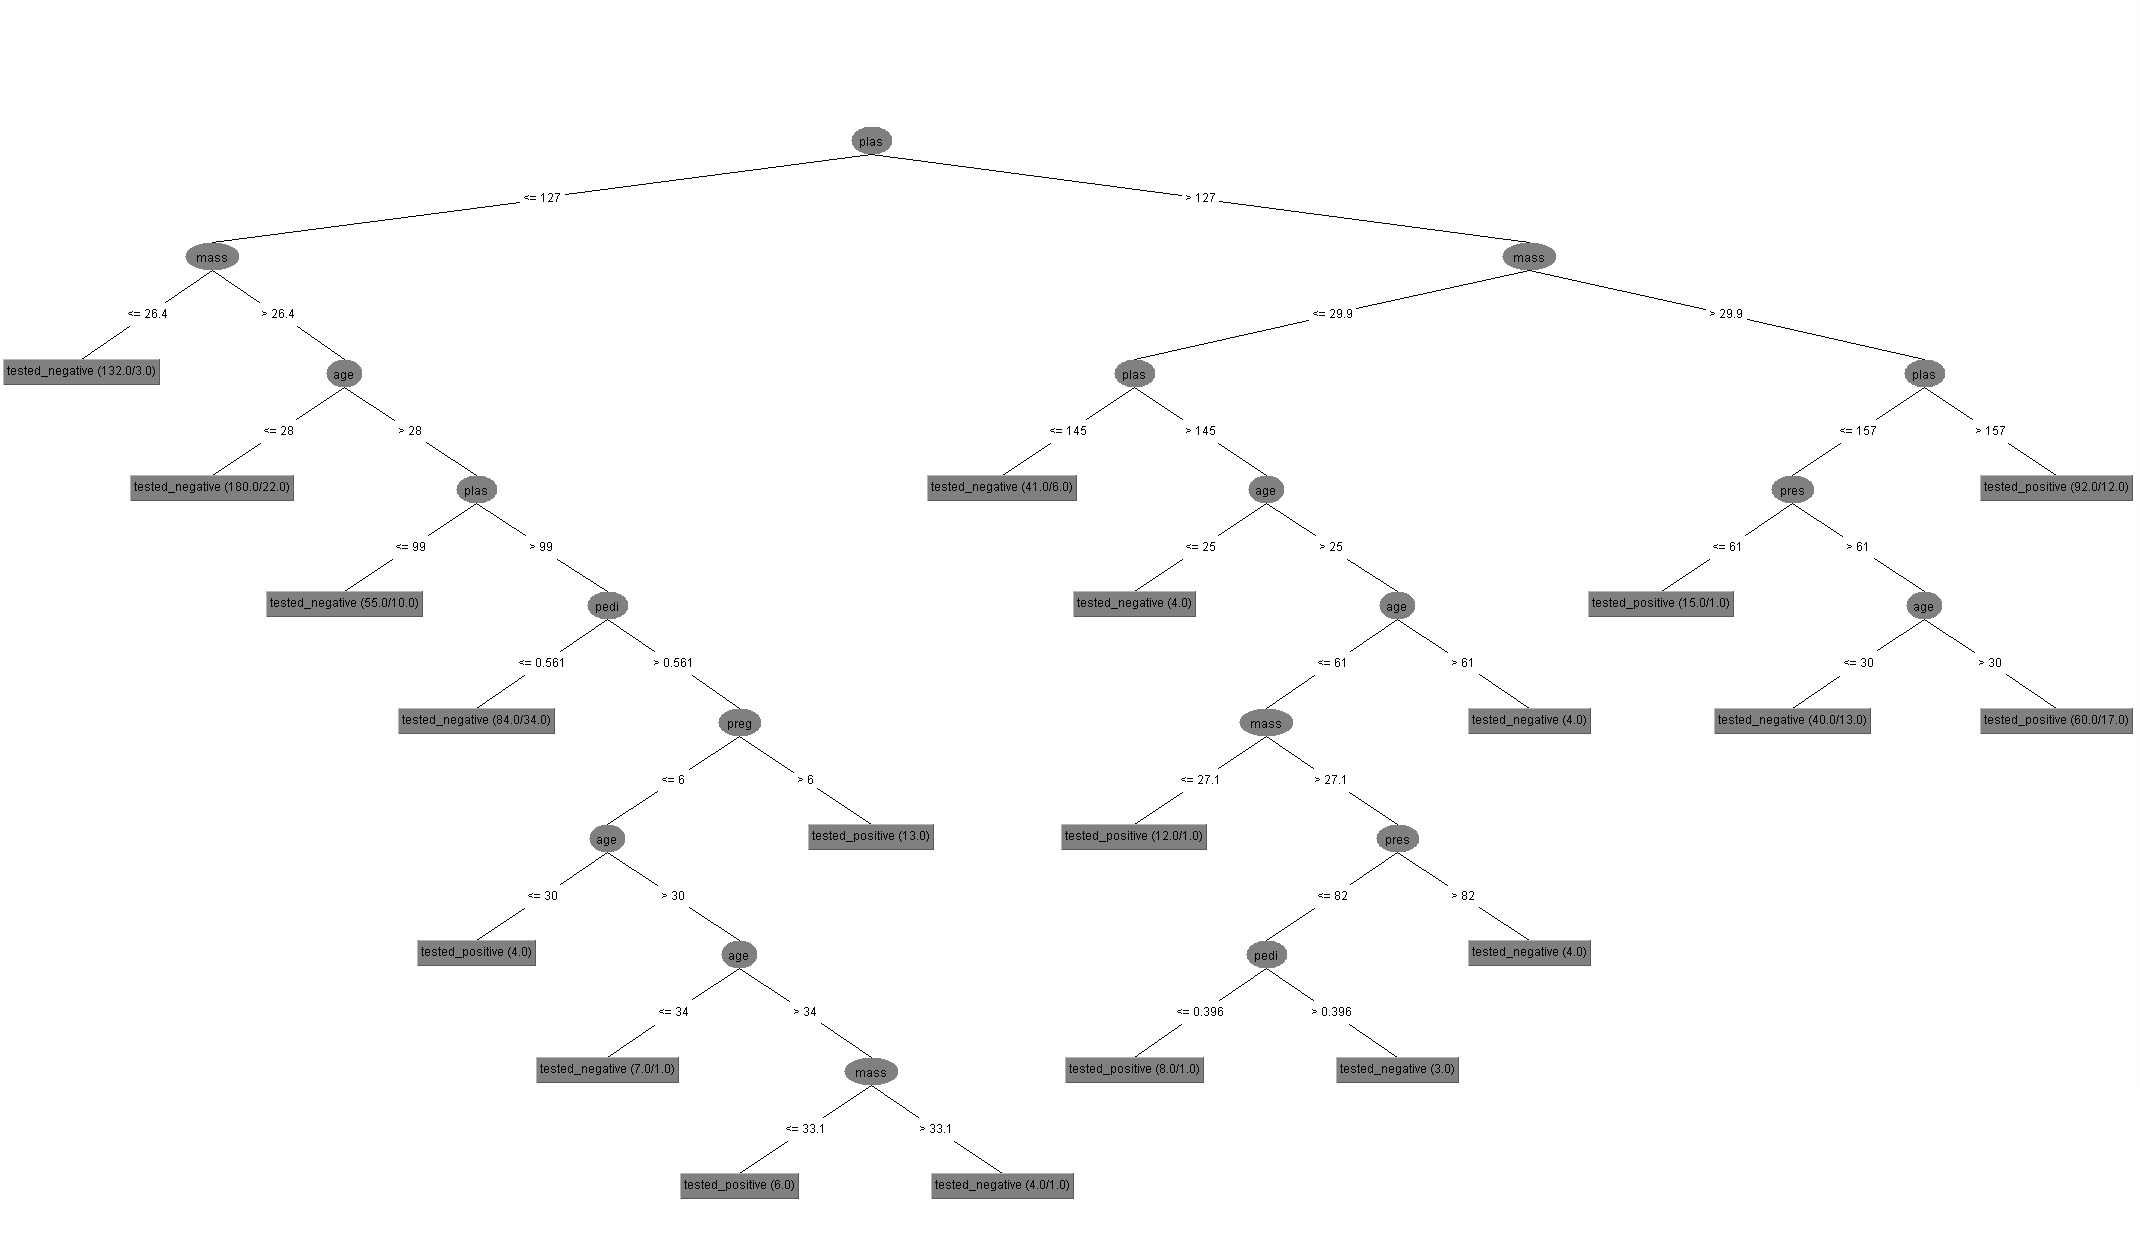 plas
<= 127
> 127
mass
mass
<= 26.4
> 26.4
<= 29.9
> 29.9
tested_negative (132.0/3.0)
age
plas
plas
<= 28
> 28
<= 145
> 145
<= 157
> 157
tested_negative (180.0/22.0)
plas
tested_negative (41.0/6.0)
age
pres
tested_positive (92.0/12.0)
<= 99
> 99
<= 25
> 25
<= 61
> 61
tested_negative (55.0/10.0)
pedi
tested_negative (4.0)
age
tested_positive (15.0/1.0)
age
<= 0.561
> 0.561
<= 61
> 61
<= 30
> 30
tested_negative (84.0/34.0)
preg
mass
tested_negative (4.0)
tested_negative (40.0/13.0)
tested_positive (60.0/17.0)
<= 6
> 6
<= 27.1
> 27.1
age
tested_positive (13.0)
tested_positive (12.0/1.0)
pres
<= 30
> 30
<= 82
> 82
tested_positive (4.0)
age
pedi
tested_negative (4.0)
<= 34
> 34
<= 0.396
> 0.396
tested_negative (7.0/1.0)
mass
tested_positive (8.0/1.0)
tested_negative (3.0)
<= 33.1
> 33.1
tested_positive (6.0)
tested_negative (4.0/1.0)